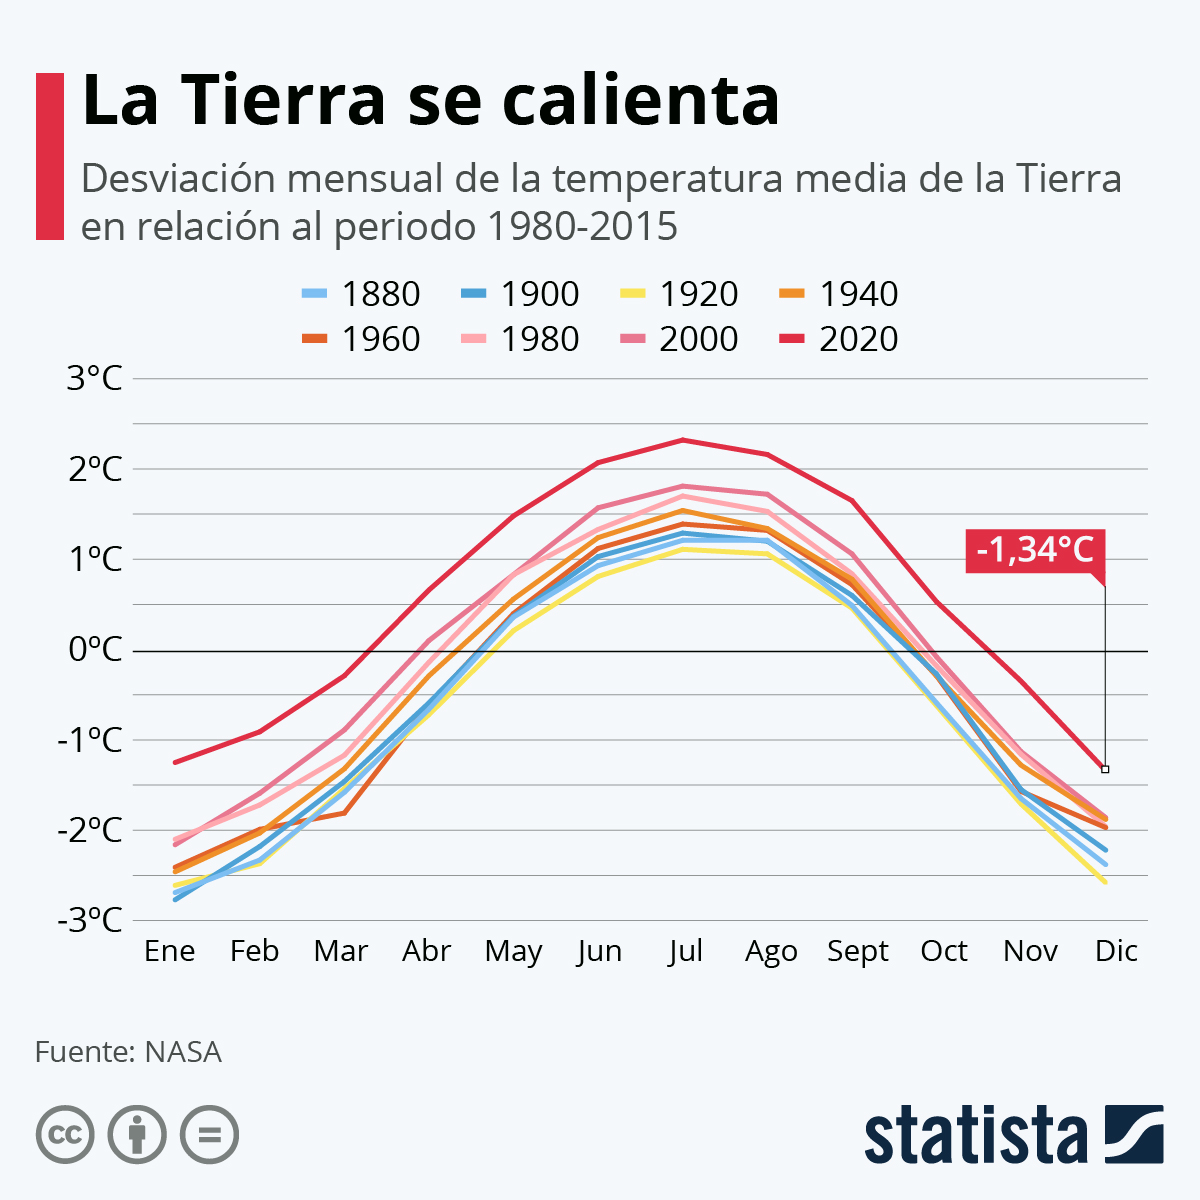 La Tierra se calienta
Desviación mensual de la temperatura media de la Tierra
en relación al periodo 1980-2015
1880 1900 1920 1940
1960 1980 2000 2020
3°C
2ºC
1ºC
-1,34°C
0ºC
-1ºC
-2ºC
-3ºC
Ene Feb Mar Abr May Jun Jul Ago Sept Oct Nov Dic
Fuente: NASA
cc
statista